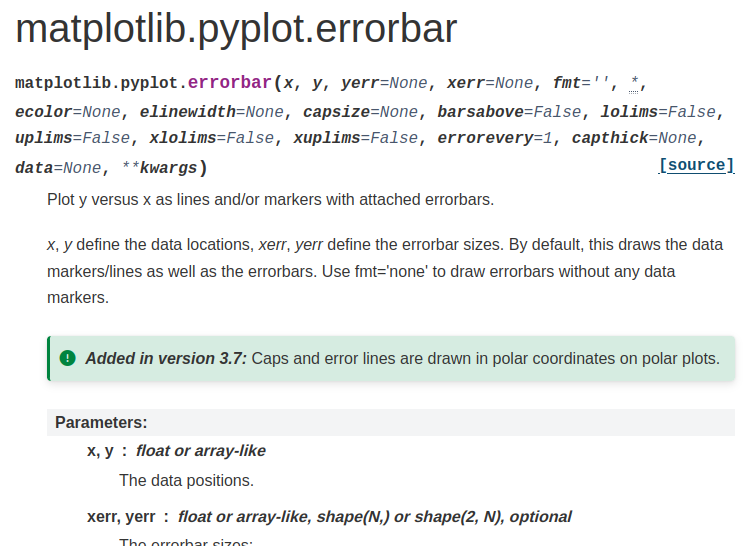 matplotlib.pyplot.errorbar
matplotlib.pyplot.errorbar(x, y, yerr=None, xerr=None, fmt='', *,
ecolor=None, elinewidth=None, capsize=None, barsabove=False, lolims=False,
uplims=False, xlolims=False, xuplims=False, errorevery=1, capthick=None,
data=None, **kwargs) [source]
Plot y versus x as lines and/or markers with attached errorbars.
x, y define the data locations, xerr, yerr define the errorbar sizes. By default, this draws the data
markers/lines as well as the errorbars. Use fmt='none' to draw errorbars without any data
markers.
Added in version 3.7: Caps and error lines are drawn in polar coordinates on polar plots.
Parameters:
x, y : float or array-like
The data positions.
xerr, yerr : float or array-like, shape(N,) or shape(2, N), optional
The errorbar sizes: